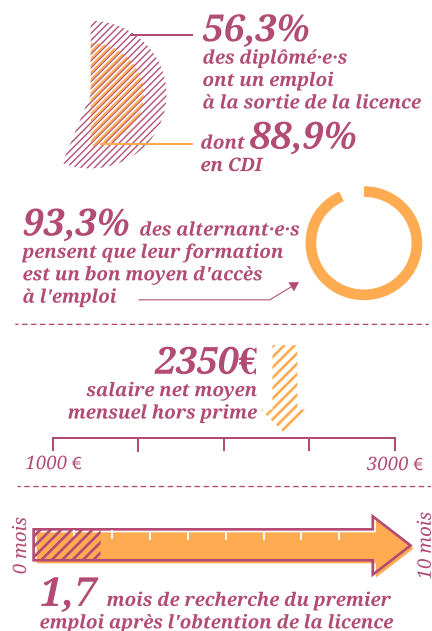 56,3%
des diplômé·e·s
ont un emploi
à la sortie de la licence
dont 88,9%
en CDI
93,3% des alternant·e·s
pensent que leur formation
est un bon moyen d'accès
à l'emploi
2350€
salaire net moyen
mensuel hors prime
1000 €
3000 €
0 mois
10 mois
1,7 mois de recherche du premier
emploi après l'obtention de la licence